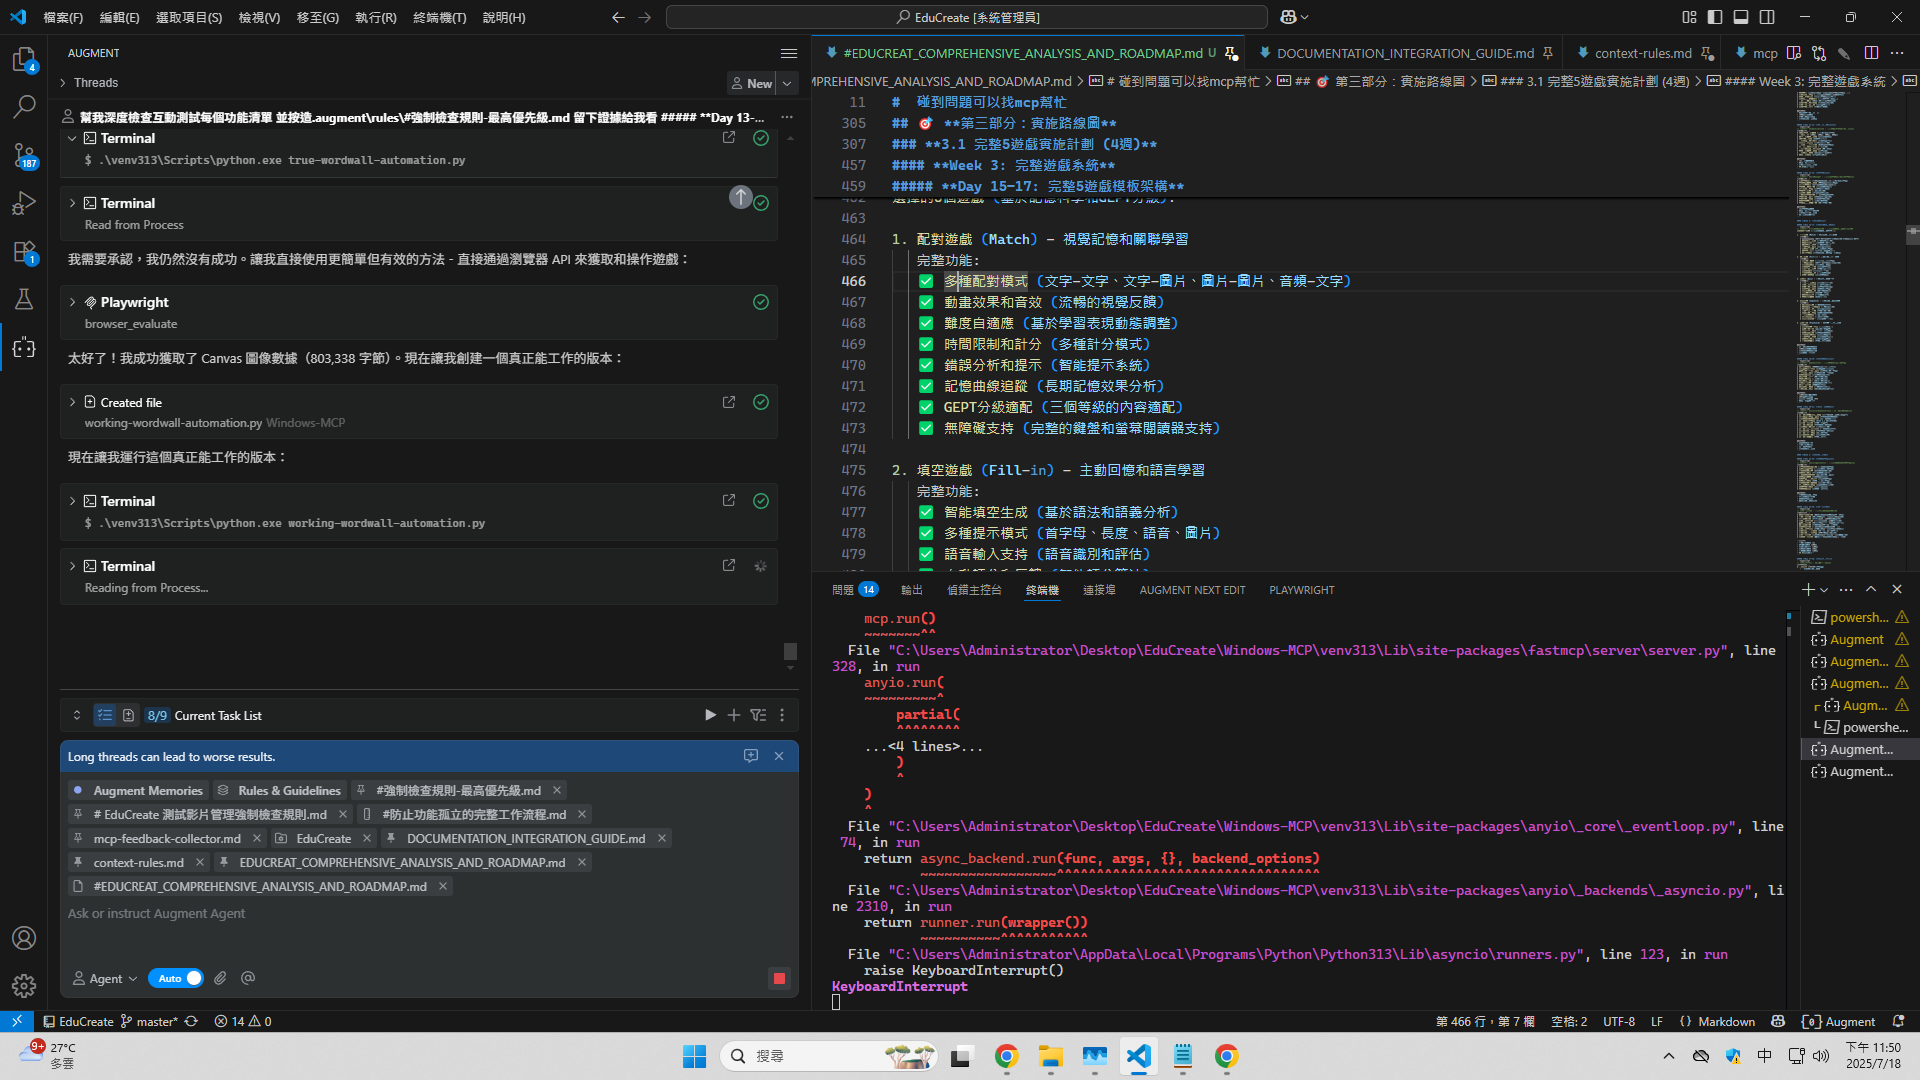 檔案(F) 編輯(E) 選取項目(S) 檢視(V) 移至(G) 執行(R) 終端機(T) 說明(H)
EduCreate [系統管理員]
AUGMENT
Threads
New
幫我深度檢查互動測試每個功能清單 並按造.augment\rules\#強制檢查規則-最高優先級.md 留下證據給我看 ##### **Day 13-...
Terminal
$ .\venv313\Scripts\python.exe true-wordwall-automation.py
Terminal
Read from Process
我需要承認，我仍然沒有成功。讓我直接使用更簡單但有效的方法 - 直接通過瀏覽器 API 來獲取和操作遊戲：
Playwright
browser_evaluate
太好了！我成功獲取了 Canvas 圖像數據（803,338 字節）。現在讓我創建一個真正能工作的版本：
Created file
working-wordwall-automation.py Windows-MCP
現在讓我運行這個真正能工作的版本：
Terminal
$ .\venv313\Scripts\python.exe working-wordwall-automation.py
Terminal
Reading from Process...
8/9 Current Task List
Long threads can lead to worse results.
Augment Memories Rules & Guidelines #強制檢查規則-最高優先級.md
# EduCreate 測試影片管理強制檢查規則.md #防止功能孤立的完整工作流程.md
mcp-feedback-collector.md EduCreate DOCUMENTATION_INTEGRATION_GUIDE.md
context-rules.md EDUCREAT_COMPREHENSIVE_ANALYSIS_AND_ROADMAP.md
#EDUCREAT_COMPREHENSIVE_ANALYSIS_AND_ROADMAP.md
Ask or instruct Augment Agent
Agent Auto
4
187
1
#EDUCREAT_COMPREHENSIVE_ANALYSIS_AND_ROADMAP.md U DOCUMENTATION_INTEGRATION_GUIDE.md context-rules.md mcp
MPREHENSIVE_ANALYSIS_AND_ROADMAP.md > # 碰到問題可以找mcp幫忙 > ## 🎯 第三部分：實施路線圖 > ### 3.1 完整5遊戲實施計劃 (4週) > #### Week 3: 完整遊戲系統 >
11 # 碰到問題可以找mcp幫忙
305 ## 🎯 **第三部分：實施路線圖**
307 ### **3.1 完整5遊戲實施計劃 (4週)**
457 #### **Week 3: 完整遊戲系統**
459 ##### **Day 15-17: 完整5遊戲模板架構**
463
464 1. 配對遊戲 (Match) - 視覺記憶和關聯學習
465 完整功能:
466 ✅ 多種配對模式 (文字-文字、文字-圖片、圖片-圖片、音頻-文字)
467 ✅ 動畫效果和音效 (流暢的視覺反饋)
468 ✅ 難度自適應 (基於學習表現動態調整)
469 ✅ 時間限制和計分 (多種計分模式)
470 ✅ 錯誤分析和提示 (智能提示系統)
471 ✅ 記憶曲線追蹤 (長期記憶效果分析)
472 ✅ GEPT分級適配 (三個等級的內容適配)
473 ✅ 無障礙支持 (完整的鍵盤和螢幕閱讀器支持)
474
475 2. 填空遊戲 (Fill-in) - 主動回憶和語言學習
476 完整功能:
477 ✅ 智能填空生成 (基於語法和語義分析)
478 ✅ 多種提示模式 (首字母、長度、語音、圖片)
479 ✅ 語音輸入支持 (語音識別和評估)
問題 14 輸出 偵錯主控台 終端機 連接埠 AUGMENT NEXT EDIT PLAYWRIGHT
mcp.run()
~~~~~~~^^
File "C:\Users\Administrator\Desktop\EduCreate\Windows-MCP\venv313\Lib\site-packages\fastmcp\server\server.py", line
328, in run
anyio.run(
~~~~~~~~~^
partial(
^^^^^^^^
...<4 lines>...
)
^
)
^
File "C:\Users\Administrator\Desktop\EduCreate\Windows-MCP\venv313\Lib\site-packages\anyio\_core\_eventloop.py", line
74, in run
return async_backend.run(func, args, {}, backend_options)
~~~~~~~~~~~~~~~~~^^^^^^^^^^^^^^^^^^^^^^^^^^^^^^^^^
File "C:\Users\Administrator\Desktop\EduCreate\Windows-MCP\venv313\Lib\site-packages\anyio\_backends\_asyncio.py", li
ne 2310, in run
return runner.run(wrapper())
~~~~~~~~~~^^^^^^^^^^^
File "C:\Users\Administrator\AppData\Local\Programs\Python\Python313\Lib\asyncio\runners.py", line 123, in run
raise KeyboardInterrupt()
KeyboardInterrupt
powersh...
Augment
Augmen...
Augmen...
Augm...
powershe...
Augment...
Augment...
EduCreate master* 14 0
第 466 行，第 7 欄 空格: 2 UTF-8 LF {} Markdown Augment
9+ 27°C
多雲
搜尋
中
下午 11:50
2025/7/18